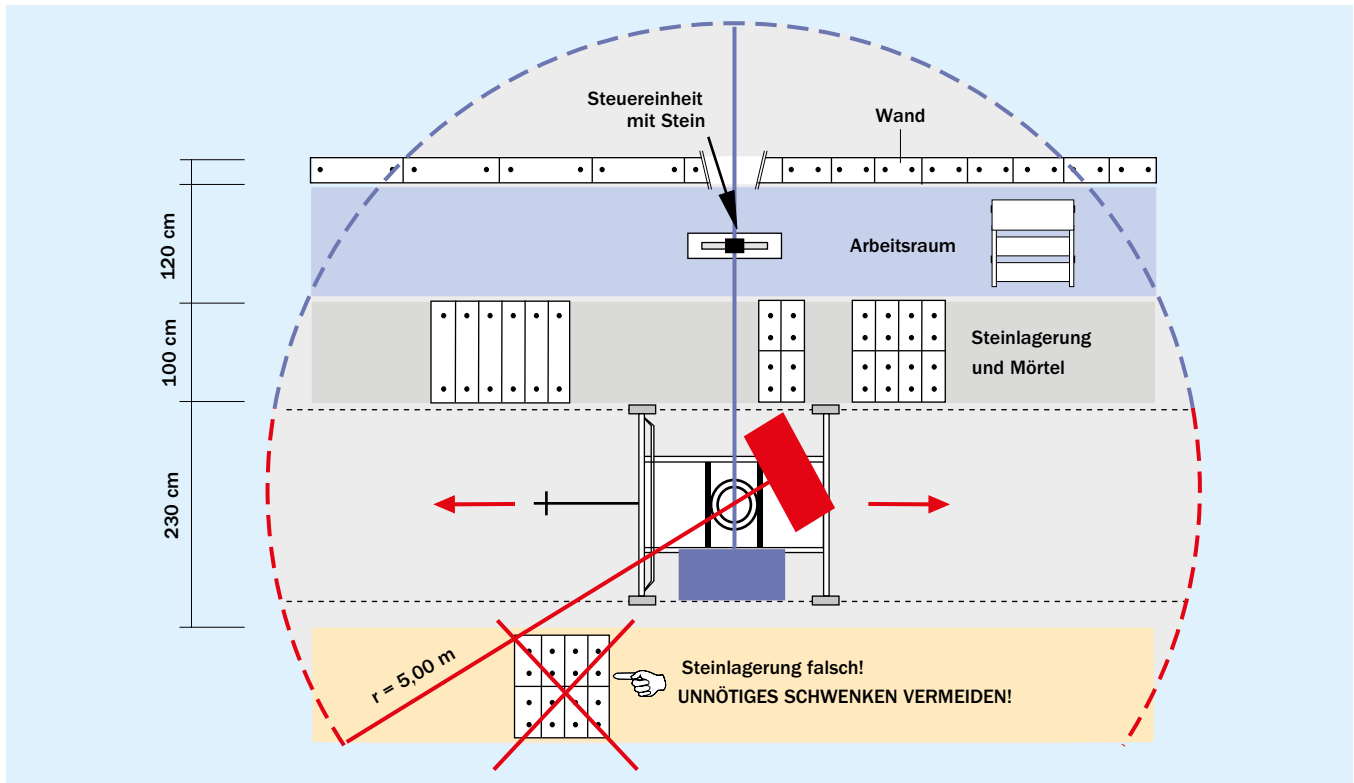 Steuereinheit
mit Stein
Wand
120 cm
Arbeitsraum
100 cm
Steinlagerung
und Mörtel
230 cm
r = 5,00 m
Steinlagerung falsch!
UNNÖTIGES SCHWENKEN VERMEIDEN!